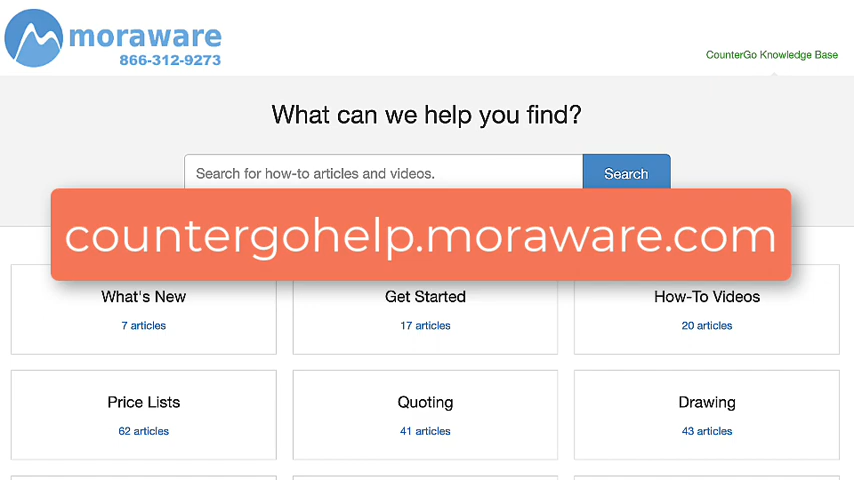 moraware
866-312-9273
CounterGo Knowledge Base
What can we help you find?
Search for how-to articles and videos.
Search
countergohelp.moraware.com
What's New
7 articles
Get Started
17 articles
How-To Videos
20 articles
Price Lists
62 articles
Quoting
41 articles
Drawing
43 articles